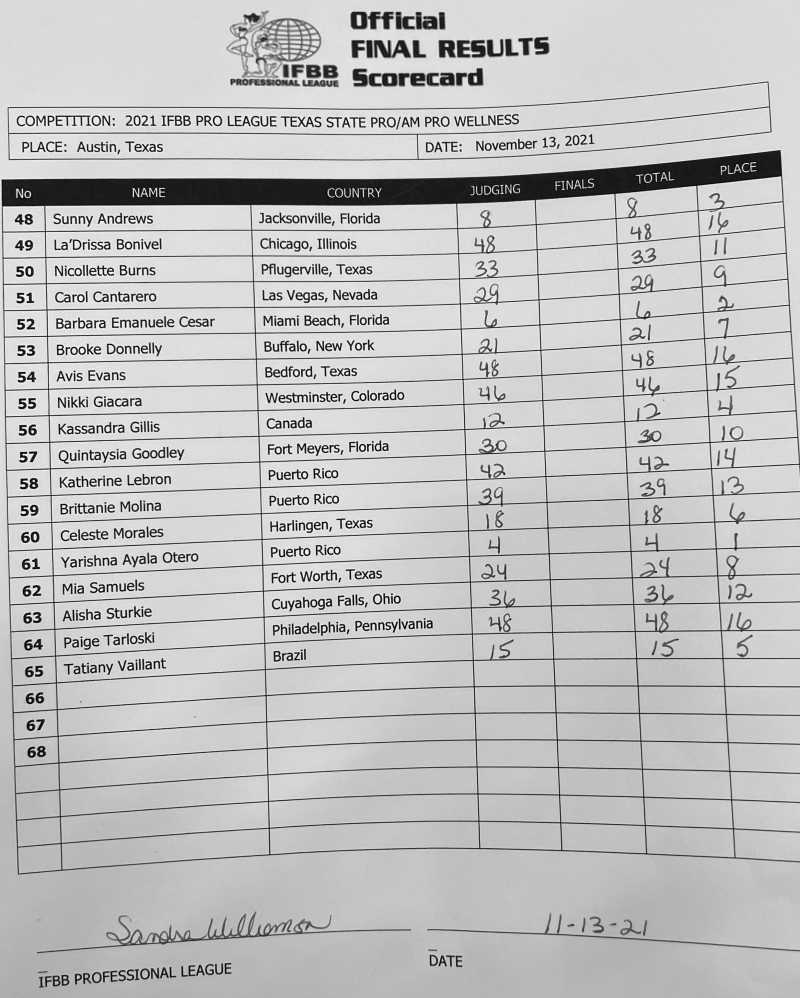 Official
FINAL RESULTS
Scorecard
IFBB
PROFESSIONAL LEAGUE
COMPETITION: 2021 IFBB PRO LEAGUE TEXAS STATE PRO/AM PRO WELLNESS
PLACE: Austin, Texas DATE: November 13, 2021
No NAME COUNTRY JUDGING FINALS TOTAL PLACE
48 Sunny Andrews Jacksonville, Florida 8 8 3
49 La'Drissa Bonivel Chicago, Illinois 48 48 16
50 Nicollette Burns Pflugerville, Texas 33 33 11
51 Carol Cantarero Las Vegas, Nevada 29 29 9
52 Barbara Emanuele Cesar Miami Beach, Florida 6 6 2
53 Brooke Donnelly Buffalo, New York 21 21 7
54 Avis Evans Bedford, Texas 48 48 16
55 Nikki Giacara Westminster, Colorado 46 46 15
56 Kassandra Gillis Canada 12 12 4
57 Quintaysia Goodley Fort Meyers, Florida 30 30 10
58 Katherine Lebron Puerto Rico 42 42 14
59 Brittanie Molina Puerto Rico 39 39 13
60 Celeste Morales Harlingen, Texas 18 18 6
61 Yarishna Ayala Otero Puerto Rico 4 4 1
62 Mia Samuels Fort Worth, Texas 24 24 8
63 Alisha Sturkie Cuyahoga Falls, Ohio 36 36 12
64 Paige Tarloski Philadelphia, Pennsylvania 48 48 16
65 Tatiany Vaillant Brazil 15 15 5
66
67
68
Sandra Williamson 11-13-21
IFBB PROFESSIONAL LEAGUE DATE